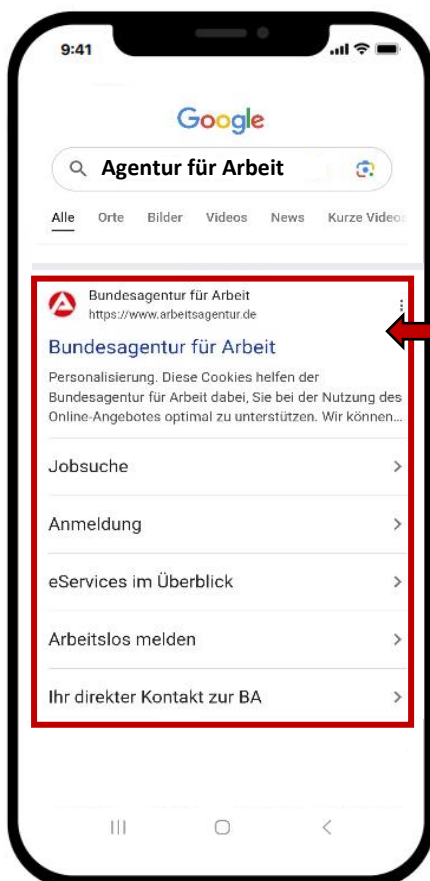 9:41
Google
Agentur für Arbeit
Alle Orte Bilder Videos News Kurze Videos
Bundesagentur für Arbeit
https://www.arbeitsagentur.de
Bundesagentur für Arbeit
Personalisierung. Diese Cookies helfen der
Bundesagentur für Arbeit dabei, Sie bei der Nutzung des
Online-Angebotes optimal zu unterstützen. Wir können...
Jobsuche
Anmeldung
eServices im Überblick
Arbeitslos melden
Ihr direkter Kontakt zur BA